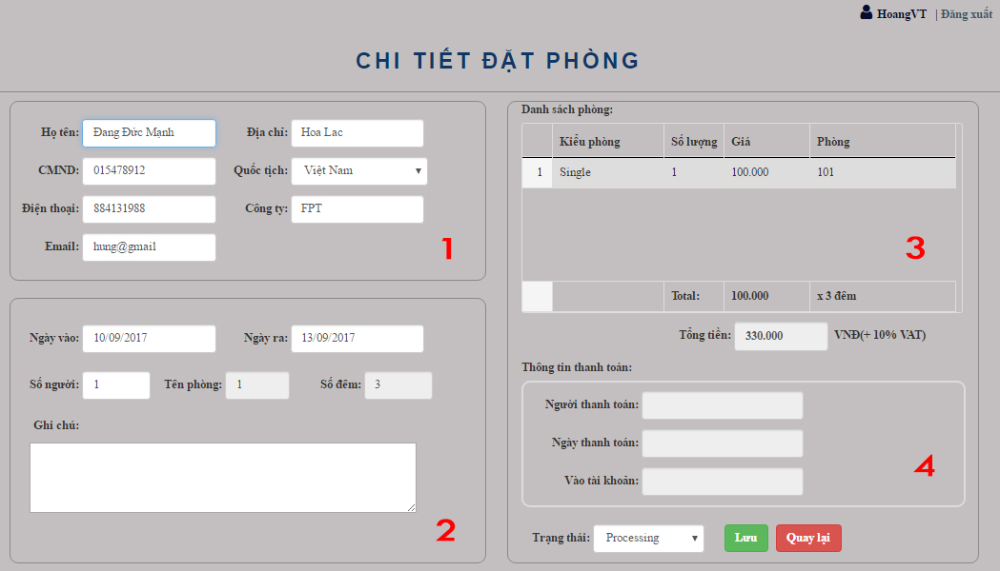 HoangVT | Đăng xuất
CHI TIẾT ĐẶT PHÒNG
Họ tên: Đang Đức Mạnh Địa chỉ: Hoa Lac
CMND: 015478912 Quốc tịch: Việt Nam
Điện thoại: 884131988 Công ty: FPT
Email: hung@gmail
1
Ngày vào: 10/09/2017 Ngày ra: 13/09/2017
Số người: 1 Tên phòng: 1 Số đêm: 3
Ghi chú:
2
Danh sách phòng:
Kiểu phòng Số lượng Giá Phòng
1 Single 1 100.000 101
3
Total: 100.000 x 3 đêm
Tổng tiền: 330.000 VNĐ(+ 10% VAT)
Thông tin thanh toán:
Người thanh toán:
Ngày thanh toán:
Vào tài khoản:
4
Trạng thái: Processing Lưu Quay lại